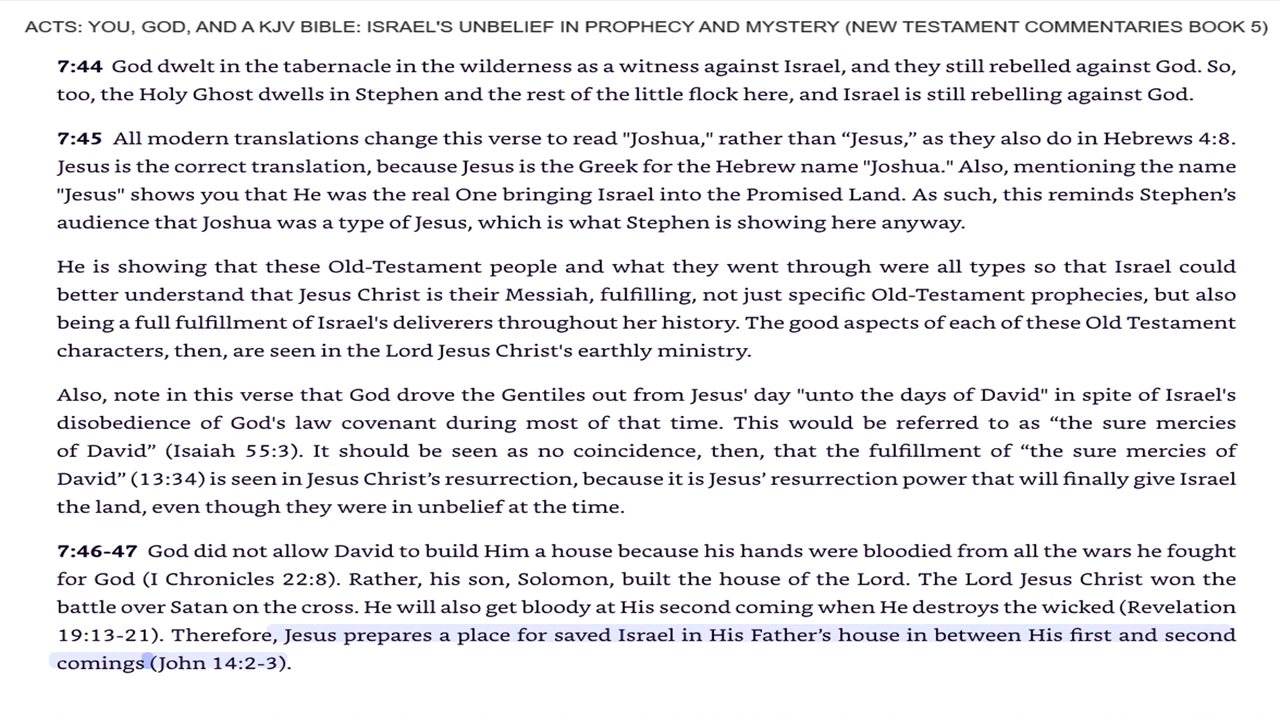 ACTS: YOU, GOD, AND A KJV BIBLE: ISRAEL'S UNBELIEF IN PROPHECY AND MYSTERY (NEW TESTAMENT COMMENTARIES BOOK 5)
7:44 God dwelt in the tabernacle in the wilderness as a witness against Israel, and they still rebelled against God. So,
too, the Holy Ghost dwells in Stephen and the rest of the little flock here, and Israel is still rebelling against God.
7:45 All modern translations change this verse to read "Joshua," rather than “Jesus,” as they also do in Hebrews 4:8.
Jesus is the correct translation, because Jesus is the Greek for the Hebrew name "Joshua." Also, mentioning the name
"Jesus" shows you that He was the real One bringing Israel into the Promised Land. As such, this reminds Stephen’s
audience that Joshua was a type of Jesus, which is what Stephen is showing here anyway.
He is showing that these Old-Testament people and what they went through were all types so that Israel could
better understand that Jesus Christ is their Messiah, fulfilling, not just specific Old-Testament prophecies, but also
being a full fulfillment of Israel's deliverers throughout her history. The good aspects of each of these Old Testament
characters, then, are seen in the Lord Jesus Christ's earthly ministry.
Also, note in this verse that God drove the Gentiles out from Jesus' day "unto the days of David" in spite of Israel's
disobedience of God's law covenant during most of that time. This would be referred to as “the sure mercies
of David” (Isaiah 55:3). It should be seen as no coincidence, then, that the fulfillment of “the sure mercies of
David” (13:34) is seen in Jesus Christ’s resurrection, because it is Jesus’ resurrection power that will finally give Israel
the land, even though they were in unbelief at the time.
7:46-47 God did not allow David to build Him a house because his hands were bloodied from all the wars he fought
for God (I Chronicles 22:8). Rather, his son, Solomon, built the house of the Lord. The Lord Jesus Christ won the
battle over Satan on the cross. He will also get bloody at His second coming when He destroys the wicked (Revelation
19:13-21). Therefore, Jesus prepares a place for saved Israel in His Father’s house in between His first and second
comings (John 14:2-3).